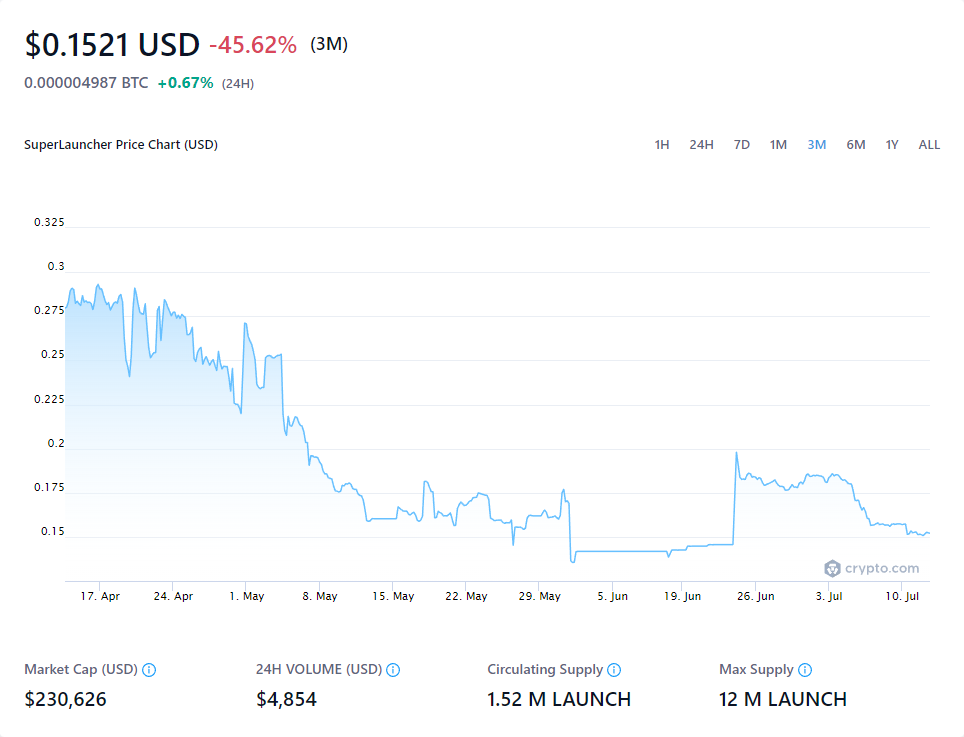 $0.1521 USD -45.62% (3M)
0.000004987 BTC +0.67% (24H)
SuperLauncher Price Chart (USD) 1H 24H 7D 1M 3M 6M 1Y ALL
0.325
0.3
0.275
0.25
0.225
0.2
0.175
0.15
crypto.com
17. Apr 24. Apr 1. May 8. May 15. May 22. May 29. May 5. Jun 19. Jun 26. Jun 3. Jul 10. Jul
Market Cap (USD) 24H VOLUME (USD) Circulating Supply Max Supply
$230,626 $4,854 1.52 M LAUNCH 12 M LAUNCH